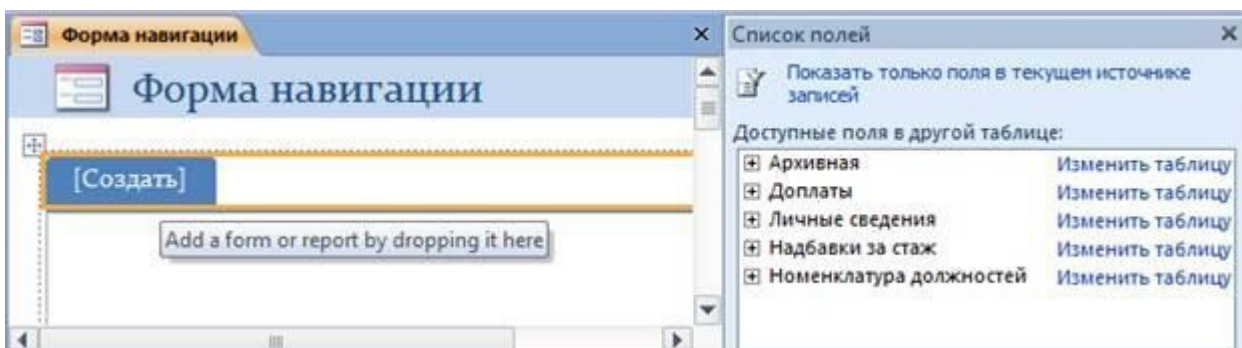 Форма навигации
Форма навигации
[Создать]
Add a form or report by dropping it here
Список полей
Показать только поля в текущем источнике
записей
Доступные поля в другой таблице:
Архивная Изменить таблицу
Доплаты Изменить таблицу
Личные сведения Изменить таблицу
Надбавки за стаж Изменить таблицу
Номенклатура должностей Изменить таблицу